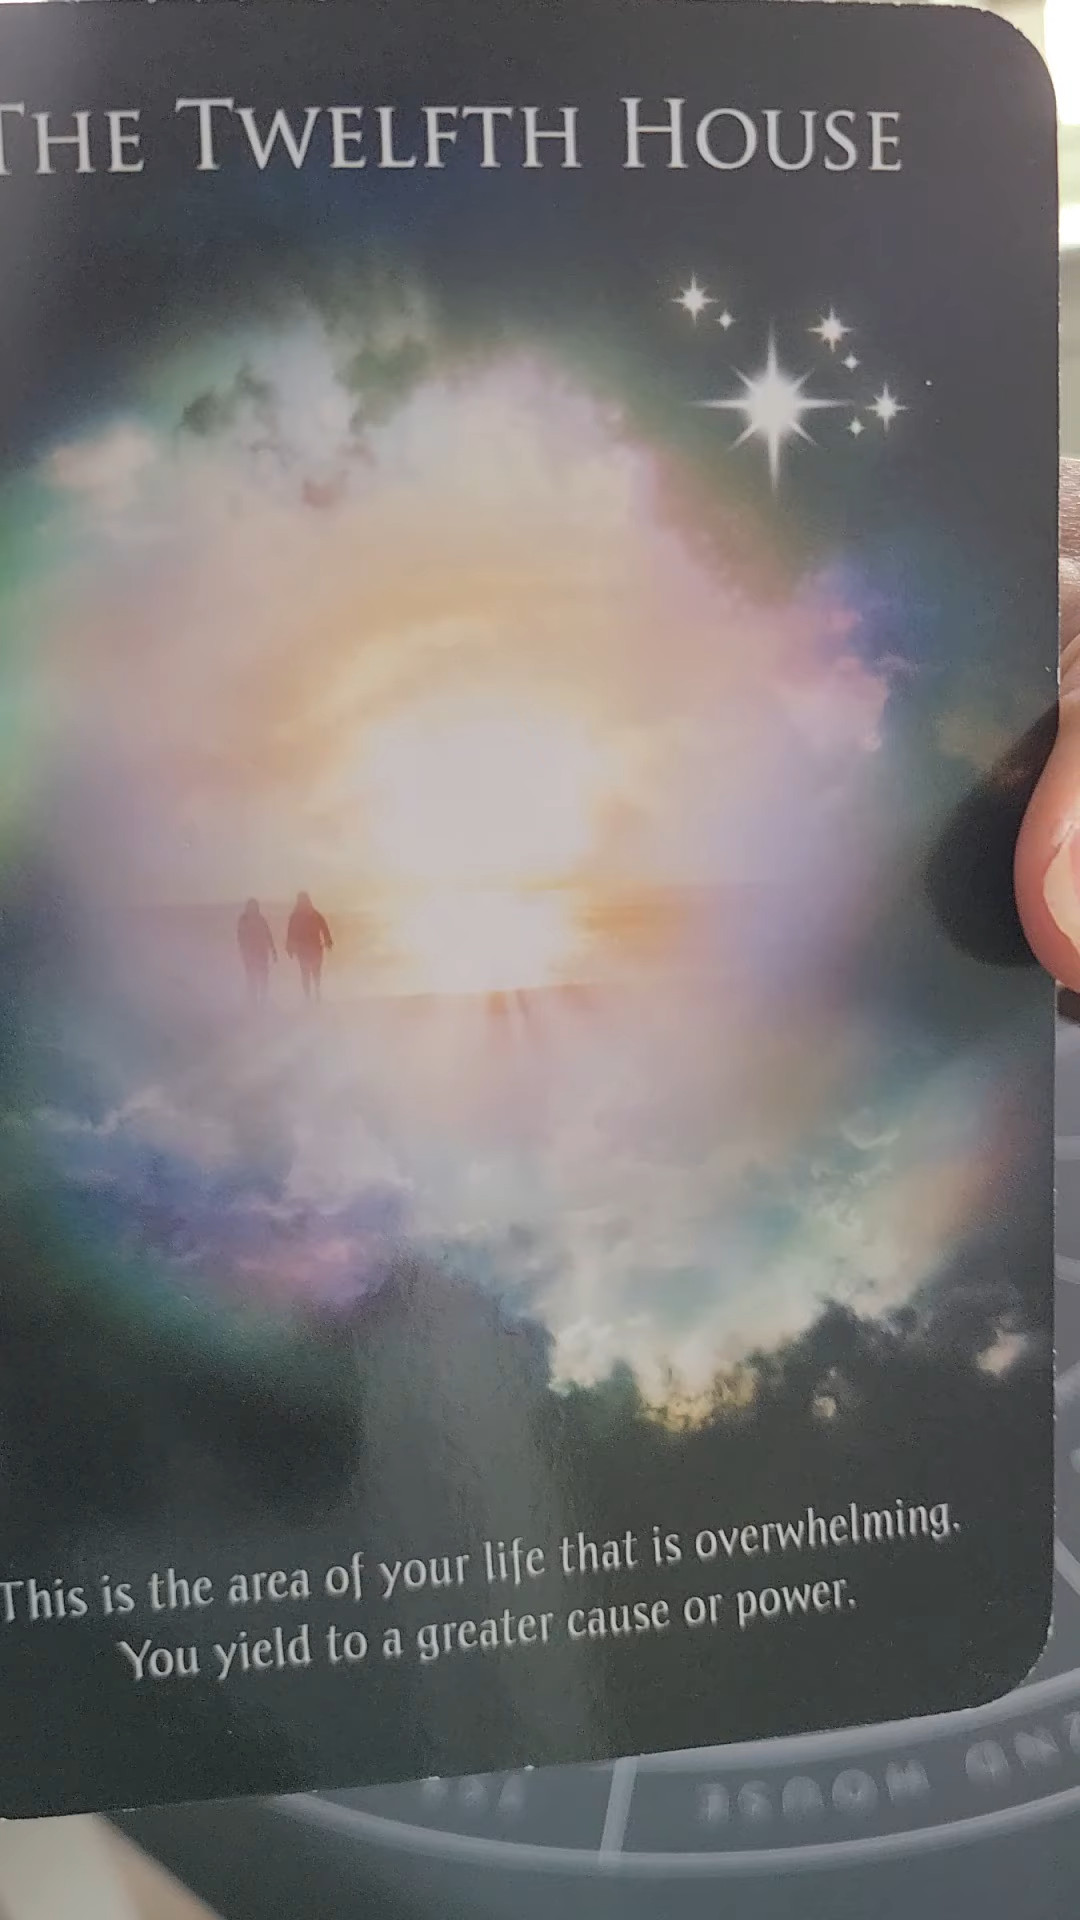 THE TWELFTH HOUSE
This is the area of your life that is overwhelming.
You yield to a greater cause or power.